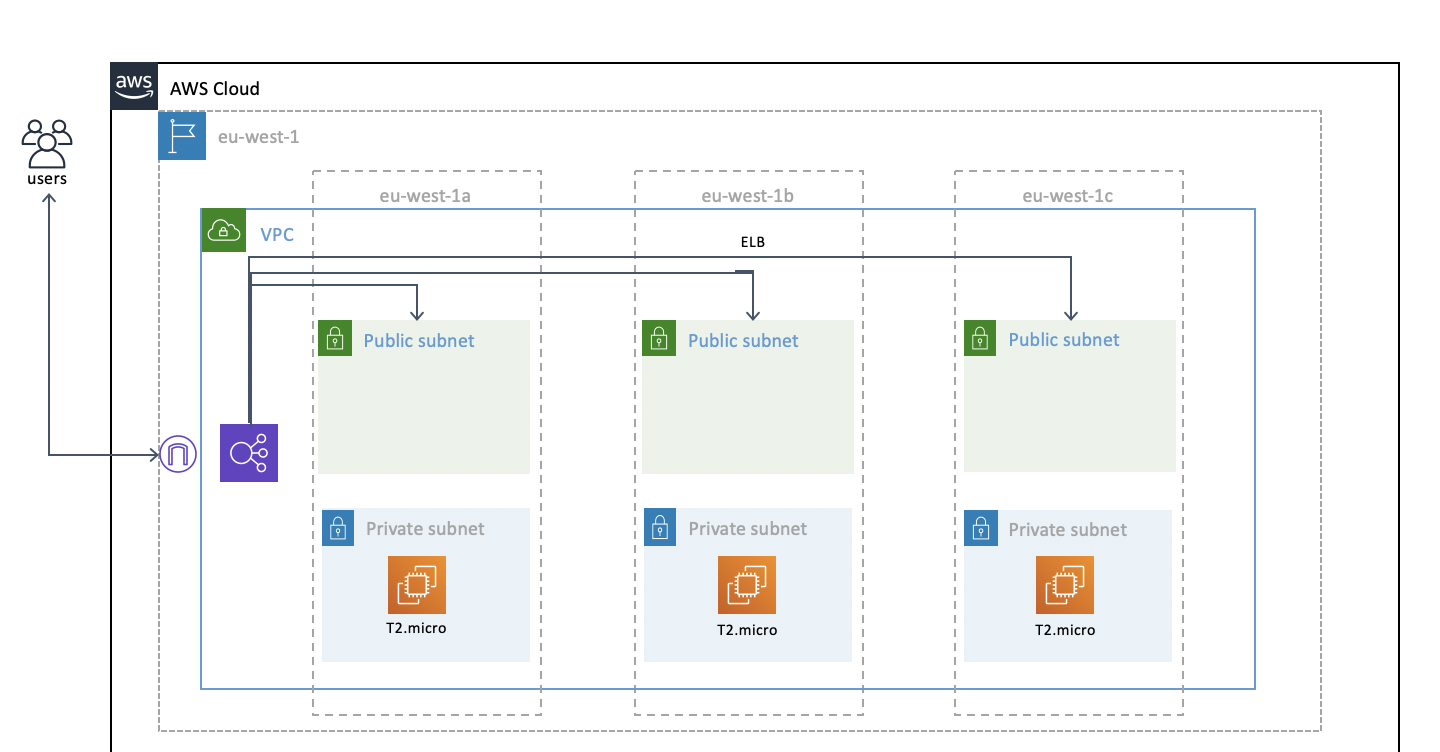 aws
AWS Cloud
eu-west-1
users
eu-west-1a
eu-west-1b
eu-west-1c
VPC
ELB
Public subnet
Public subnet
Public subnet
Private subnet
Private subnet
Private subnet
T2.micro
T2.micro
T2.micro